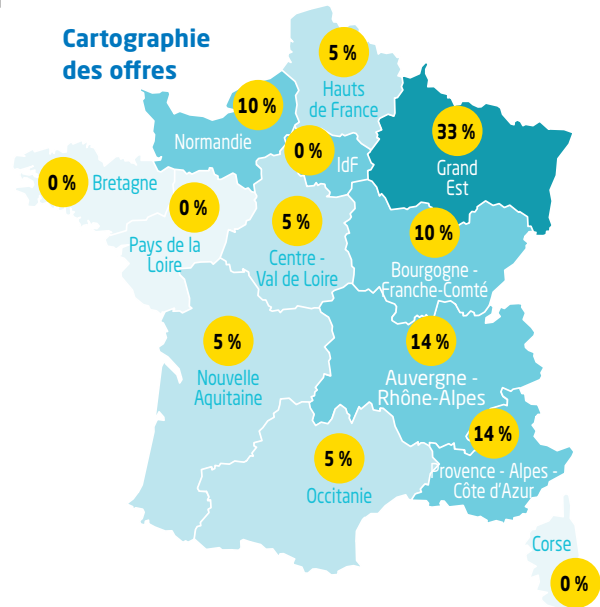 Cartographie
des offres
5 %
Hauts
de France
10 %
Normandie
33 %
Grand
Est
0 %
IdF
0 %
Bretagne
0 %
Pays de la
Loire
5 %
Centre -
Val de Loire
10 %
Bourgogne -
Franche-Comté
5 %
Nouvelle
Aquitaine
14 %
Auvergne -
Rhône-Alpes
14 %
Provence - Alpes -
Côte d'Azur
5 %
Occitanie
Corse
0 %